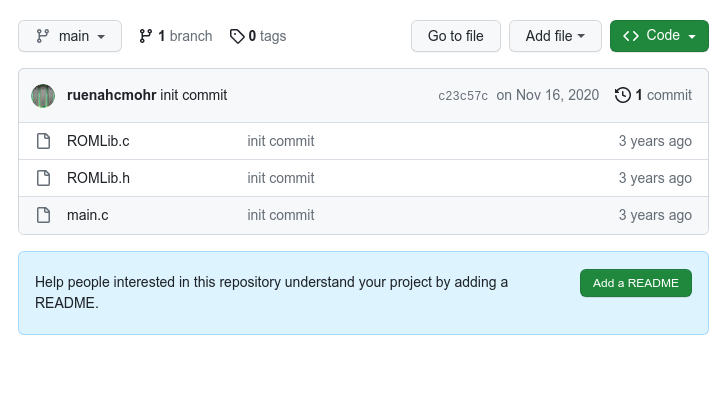 main 1 branch 0 tags Go to file Add file Code
ruenahcmohr init commit c23c57c on Nov 16, 2020 1 commit
ROMLib.c init commit 3 years ago
ROMLib.h init commit 3 years ago
main.c init commit 3 years ago
Help people interested in this repository understand your project by adding a Add a README
README.